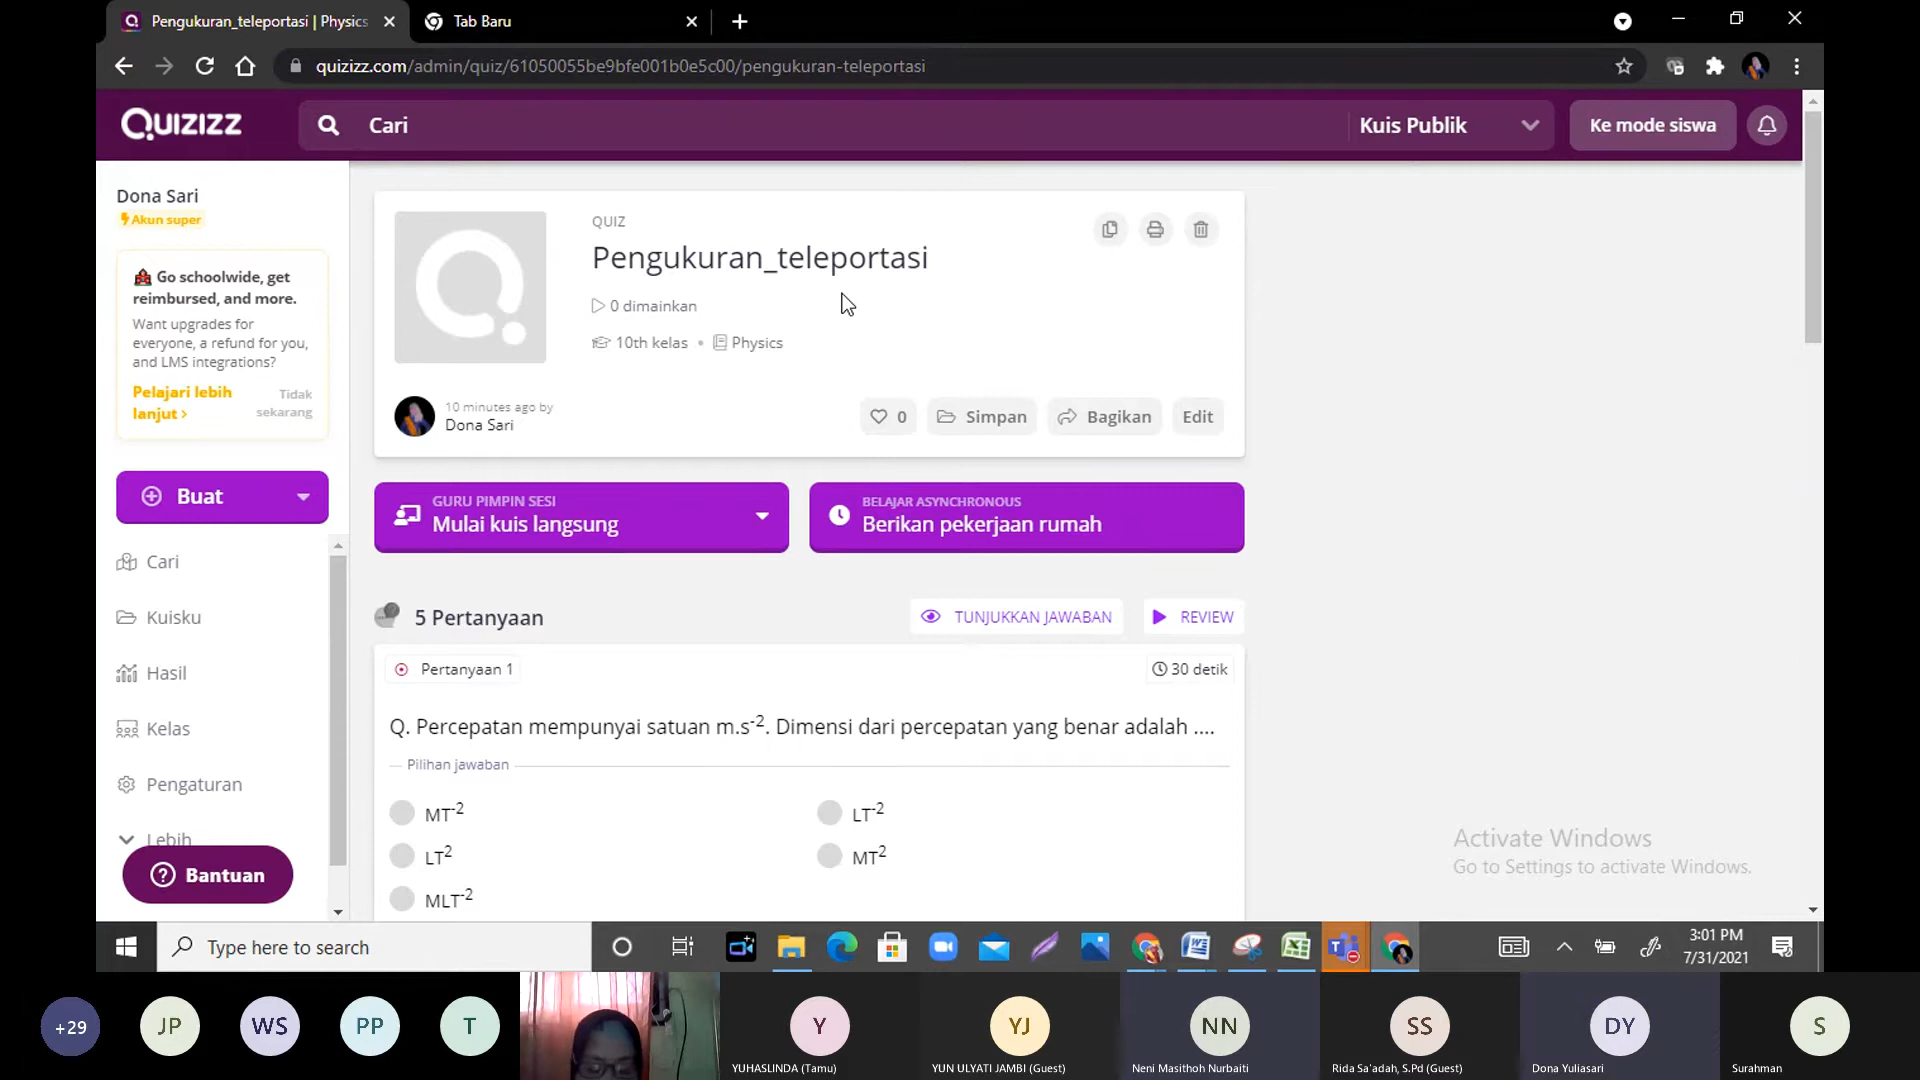 Pengukuran_teleportasi | Physics
Tab Baru
quizizz.com/admin/quiz/61050055be9bfe001b0e5c00/pengukuran-teleportasi
Quizizz
Cari
Kuis Publik
Ke mode siswa
Dona Sari
Akun super
Go schoolwide, get
reimbursed, and more.
Want upgrades for
everyone, a refund for you,
and LMS integrations?
Pelajari lebih
lanjut >
Tidak
sekarang
Buat
Cari
Kuisku
Hasil
Kelas
Pengaturan
Lebih
Bantuan
QUIZ
Pengukuran_teleportasi
0 dimainkan
10th kelas • Physics
10 minutes ago by
Dona Sari
0
Simpan
Bagikan
Edit
GURU PIMPIN SESI
Mulai kuis langsung
BELAJAR ASYNCHRONOUS
Berikan pekerjaan rumah
5 Pertanyaan
TUNJUKKAN JAWABAN
REVIEW
Pertanyaan 1
30 detik
Q. Percepatan mempunyai satuan m.s⁻². Dimensi dari percepatan yang benar adalah ....
Pilihan jawaban
MT⁻²
LT⁻²
LT²
MT²
MLT⁻²
Activate Windows
Go to Settings to activate Windows.
Type here to search
3:01 PM
7/31/2021
+29
JP
WS
PP
T
Y
YJ
NN
SS
DY
S
YUHASLINDA (Tamu)
YUN ULYATI JAMBI (Guest)
Neni Masithoh Nurbaiti
Rida Sa'adah, S.Pd (Guest)
Dona Yuliasari
Surahman